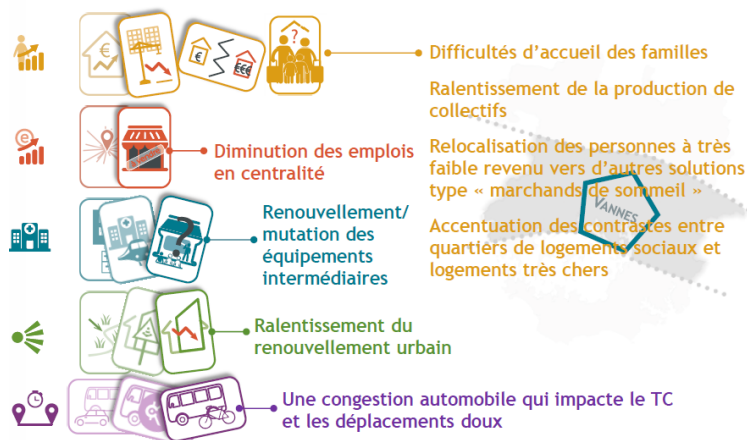 Difficultés d’accueil des familles
Ralentissement de la production de
collectifs
Relocalisation des personnes à très
faible revenu vers d’autres solutions
type « marchands de sommeil »
Accentuation des contrastes entre
quartiers de logements sociaux et
logements très chers
VANNES
Diminution des emplois
en centralité
Renouvellement/
mutation des
équipements
intermédiaires
Ralentissement du
renouvellement urbain
Une congestion automobile qui impacte le TC
et les déplacements doux
€
€
€€€
?
e
?